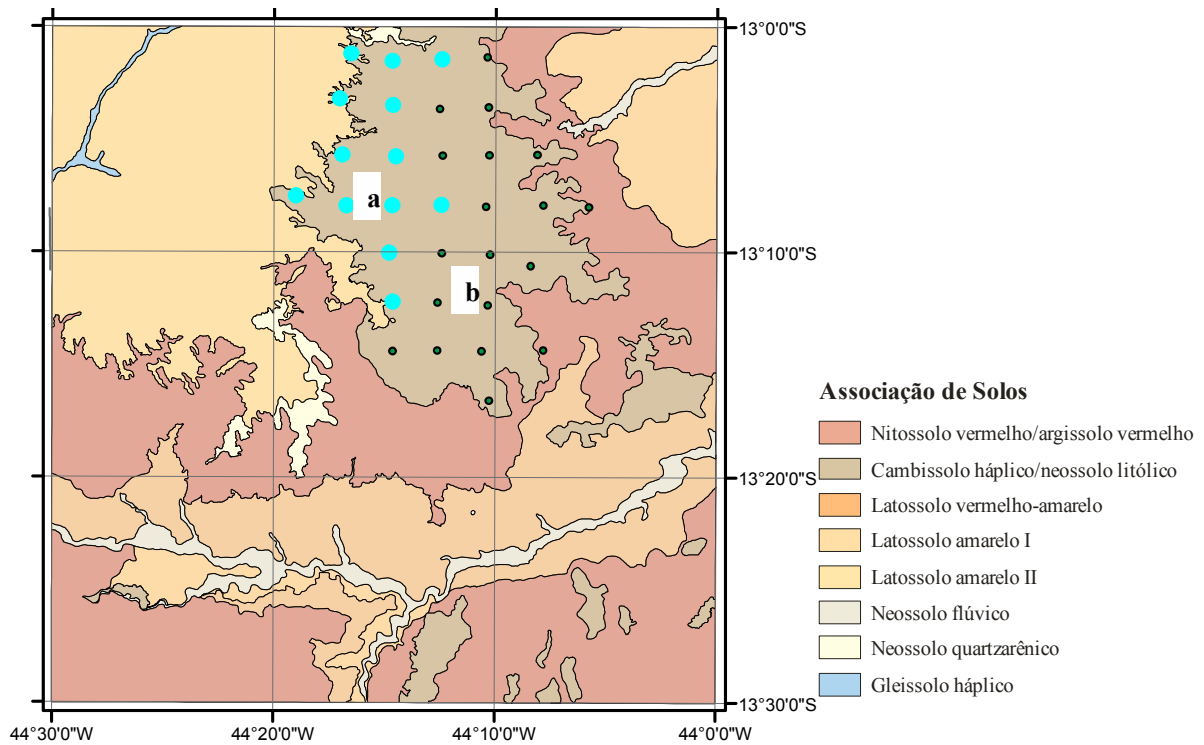 13°0'0"S
a
13°10'0"S
b
13°20'0"S
13°30'0"S
44°30'0"W
44°20'0"W
44°10'0"W
44°0'0"W
Associação de Solos
Nitossolo vermelho/argissolo vermelho
Cambissolo háplico/neossolo litólico
Latossolo vermelho-amarelo
Latossolo amarelo I
Latossolo amarelo II
Neossolo flúvico
Neossolo quartzarênico
Gleissolo háplico